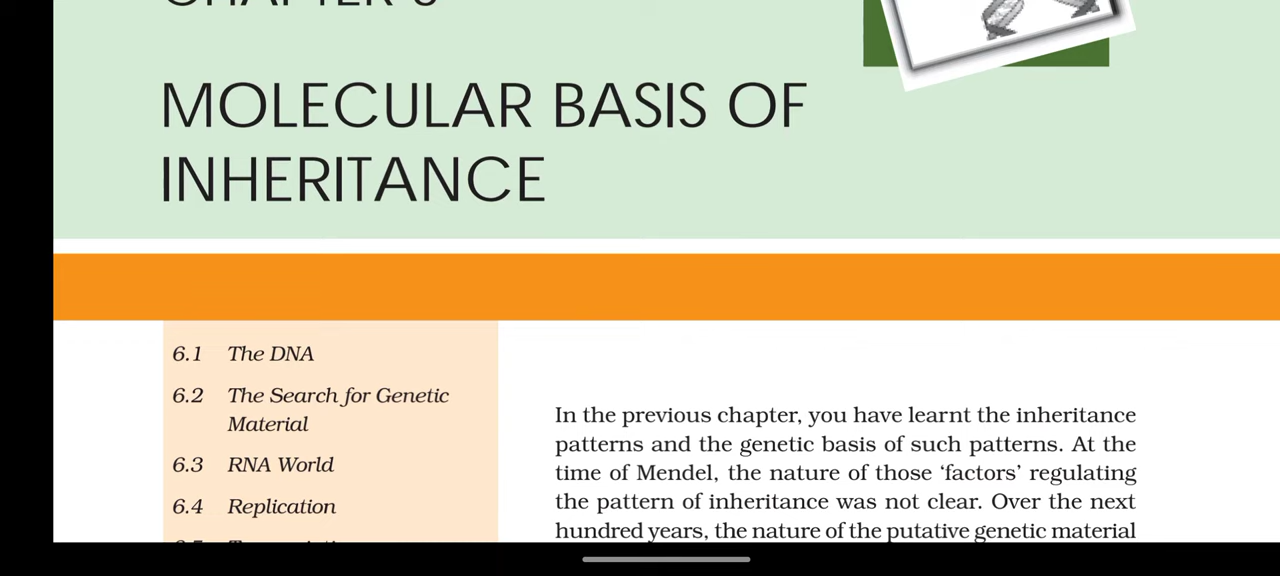 MOLECULAR BASIS OF
INHERITANCE
6.1 The DNA
6.2 The Search for Genetic
Material
6.3 RNA World
6.4 Replication
In the previous chapter, you have learnt the inheritance
patterns and the genetic basis of such patterns. At the
time of Mendel, the nature of those ‘factors’ regulating
the pattern of inheritance was not clear. Over the next
hundred years, the nature of the putative genetic material